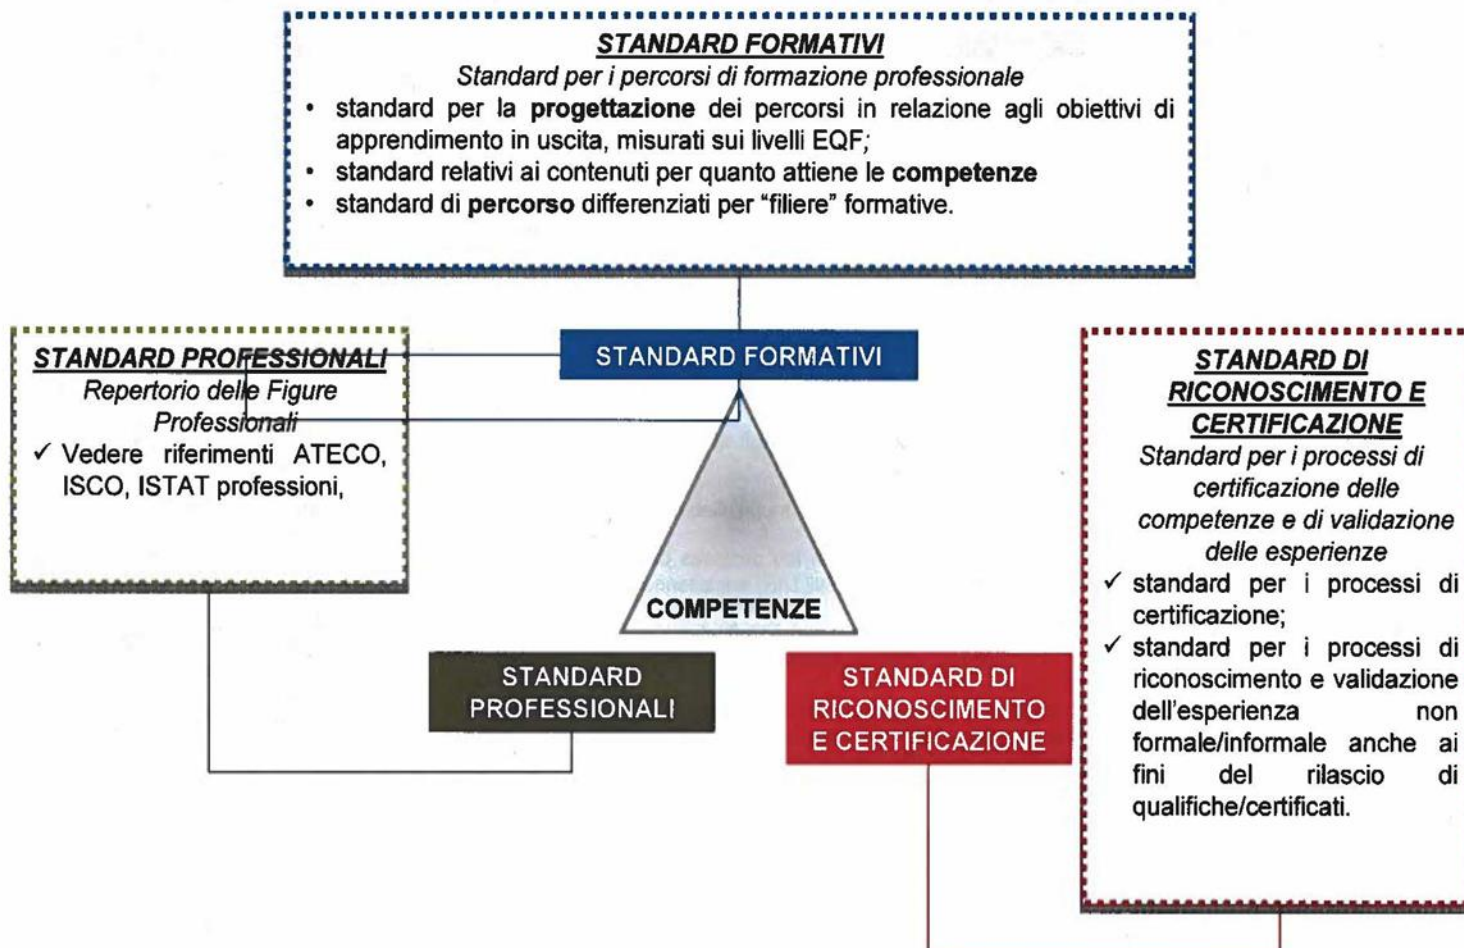 STANDARD FORMATIVI
Standard per i percorsi di formazione professionale
• standard per la progettazione dei percorsi in relazione agli obiettivi di
apprendimento in uscita, misurati sui livelli EQF;
• standard relativi ai contenuti per quanto attiene le competenze
• standard di percorso differenziati per “filiere” formative.
STANDARD FORMATIVI
STANDARD PROFESSIONALI
Repertorio delle Figure
Professionali
✓ Vedere riferimenti ATECO,
ISCO, ISTAT professioni,
COMPETENZE
STANDARD
PROFESSIONALI
STANDARD DI
RICONOSCIMENTO
E CERTIFICAZIONE
STANDARD DI
RICONOSCIMENTO E
CERTIFICAZIONE
Standard per i processi di
certificazione delle
competenze e di validazione
delle esperienze
✓ standard per i processi di
certificazione;
✓ standard per i processi di
riconoscimento e validazione
dell'esperienza non
formale/informale anche ai
fini del rilascio di
qualifiche/certificati.